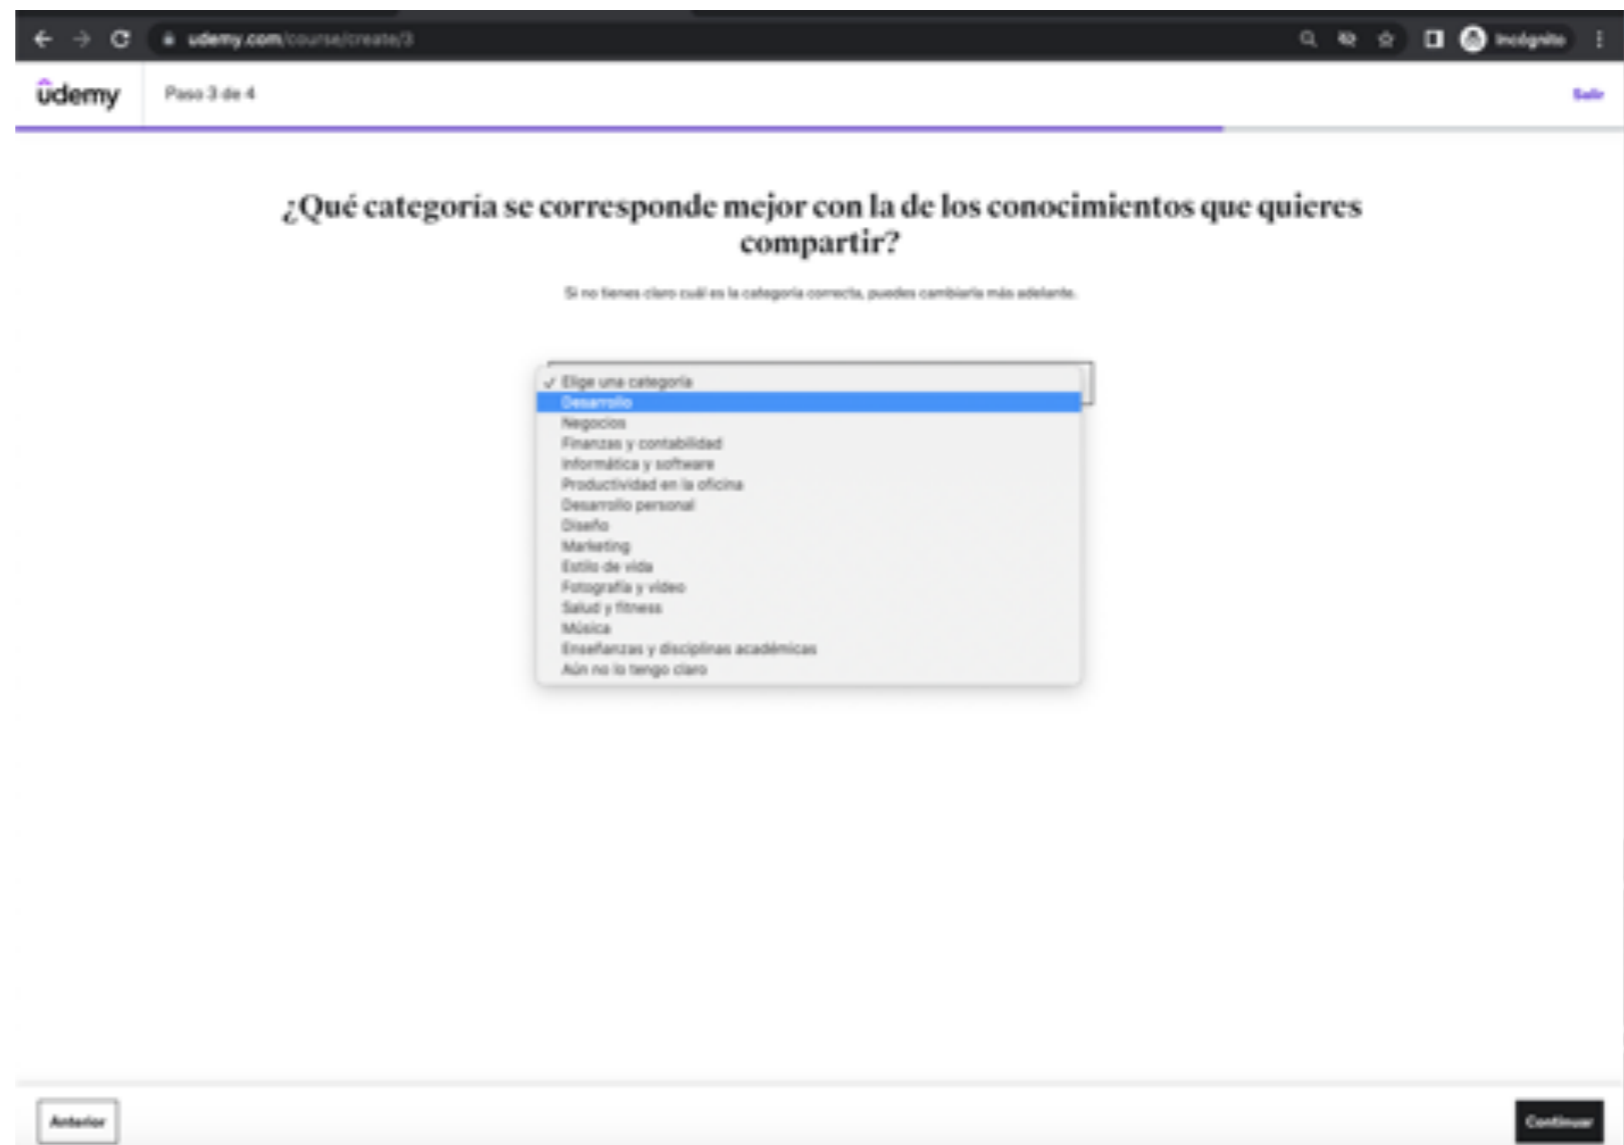 udemy.com/course/create/3
Incógnito
ûdemy
Paso 3 de 4
Salir
¿Qué categoría se corresponde mejor con la de los conocimientos que quieres
compartir?
Si no tienes claro cuál es la categoría correcta, puedes cambiarla más adelante.
✓ Elige una categoría
Desarrollo
Negocios
Finanzas y contabilidad
Informática y software
Productividad en la oficina
Desarrollo personal
Diseño
Marketing
Estilo de vida
Fotografía y vídeo
Salud y fitness
Música
Enseñanzas y disciplinas académicas
Aún no lo tengo claro
Anterior
Continuar